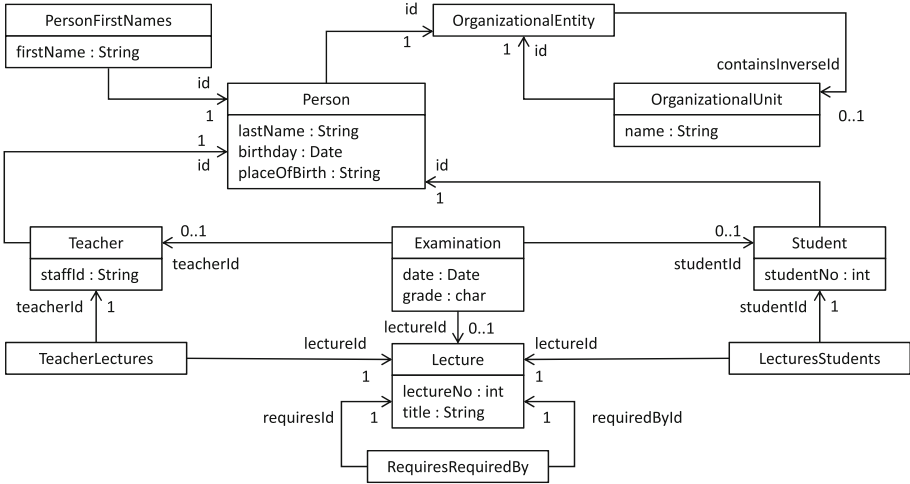 PersonFirstNames
firstName : String
id
1
OrganizationalEntity
id
1
1
id
containsInverseId
0..1
OrganizationalUnit
name : String
Person
lastName : String
birthday : Date
placeOfBirth : String
1
id
id
1
Teacher
staffId : String
0..1
teacherId
Examination
date : Date
grade : char
0..1
studentId
Student
studentNo : int
teacherId
1
lectureId
0..1
studentId
1
TeacherLectures
lectureId
1
Lecture
lectureNo : int
title : String
lectureId
1
LecturesStudents
requiresId
1
1
requiredById
RequiresRequiredBy